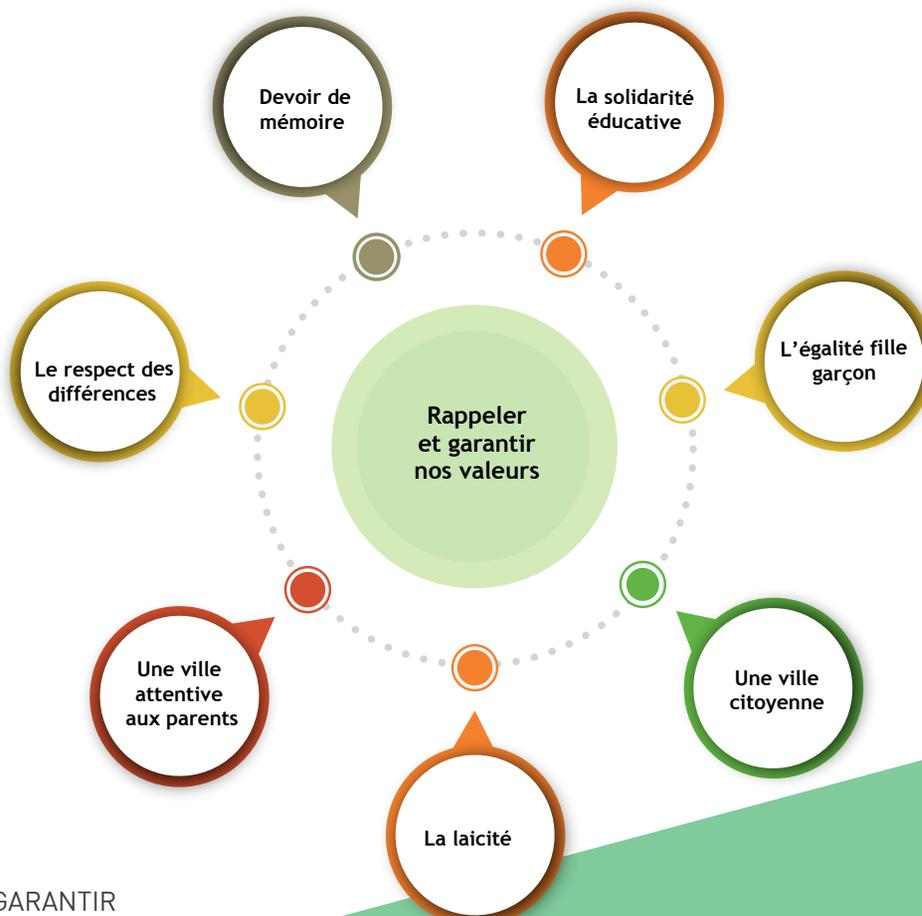 Devoir de
mémoire
La solidarité
éducative
Le respect des
différences
L'égalité fille
garçon
Rappeler
et garantir
nos valeurs
Une ville
attentive
aux parents
Une ville
citoyenne
La laicité
GARANTIR